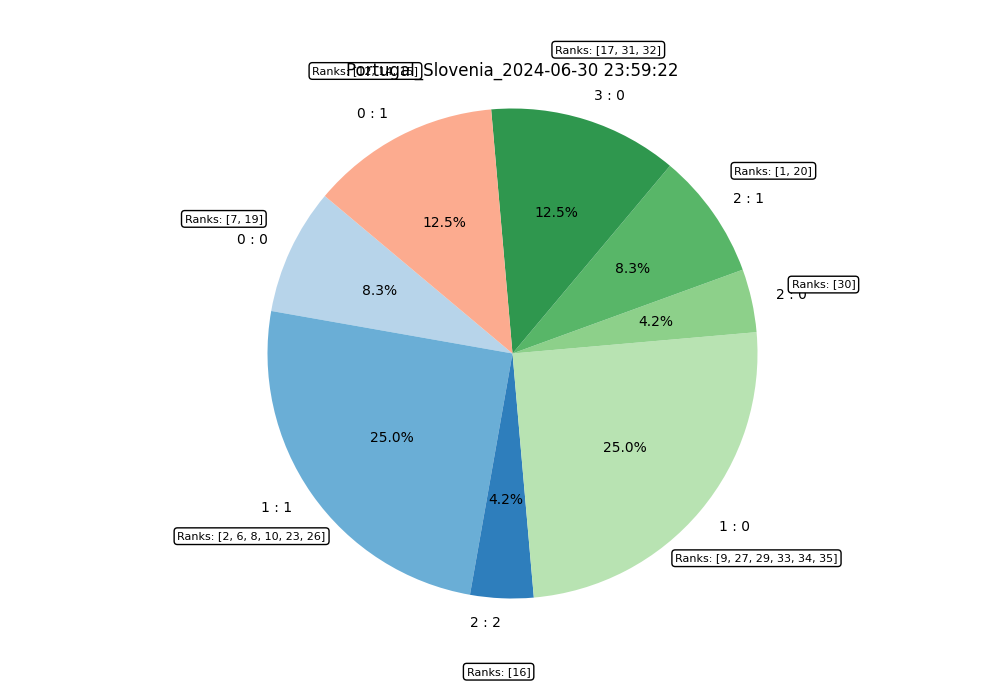 Ranks: [17, 31, 32]
Portugal_Slovenia_2024-06-30 23:59:22
Ranks:
3 : 0
0 : 1
Ranks: [1, 20]
2 : 1
Ranks: [7, 19]
0 : 0
12.5%
12.5%
8.3%
Ranks: [30]
2 : 0
8.3%
4.2%
25.0%
25.0%
4.2%
1 : 1
Ranks: [2, 6, 8, 10, 23, 26]
1 : 0
Ranks: [9, 27, 29, 33, 34, 35]
2 : 2
Ranks: [16]